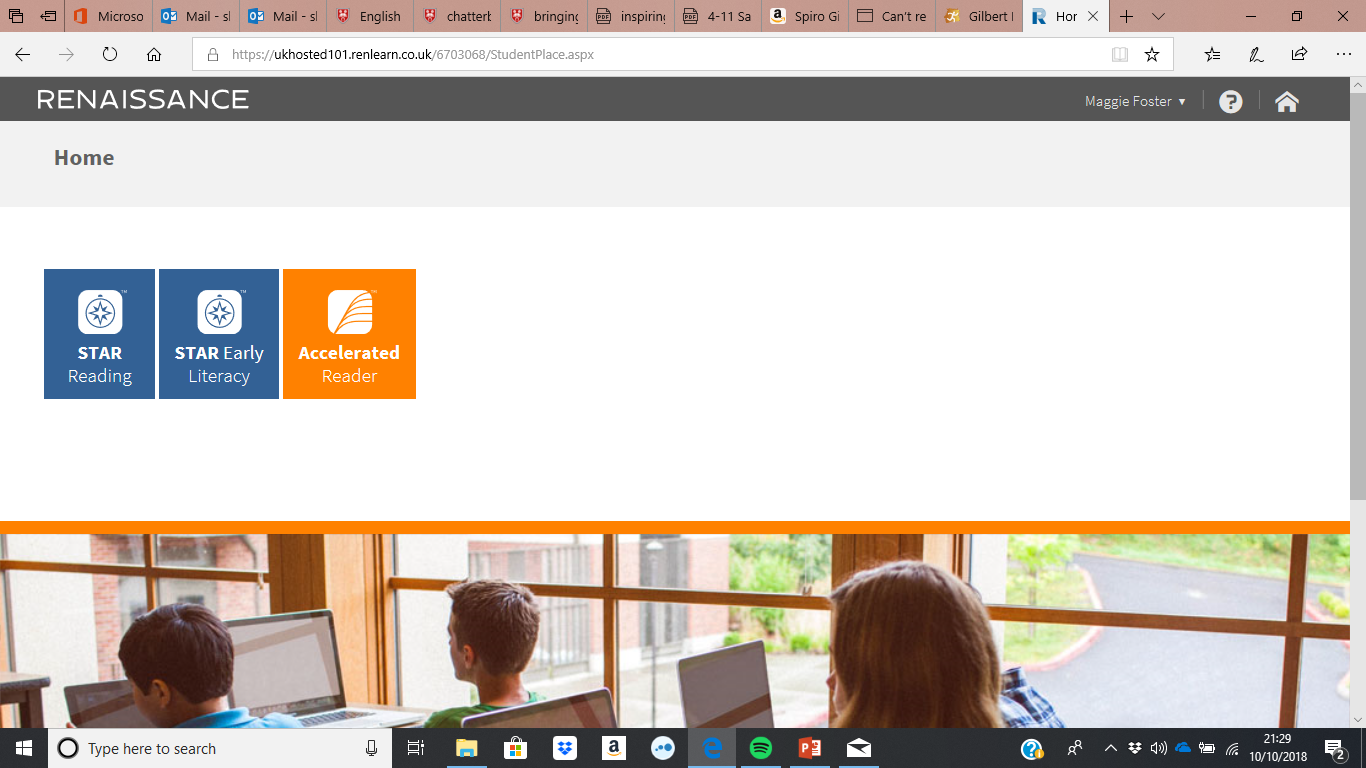 Microso
Mail - sl
Mail - sl
English
chatterb
bringing
inspiring
4-11 Sa
Spiro Gi
Can't re
Gilbert I
Hor
https://ukhosted101.renlearn.co.uk/6703068/StudentPlace.aspx
RENAISSANCE
Maggie Foster
Home
STAR
Reading
STAR Early
Literacy
Accelerated
Reader
Type here to search
21:29
10/10/2018
2